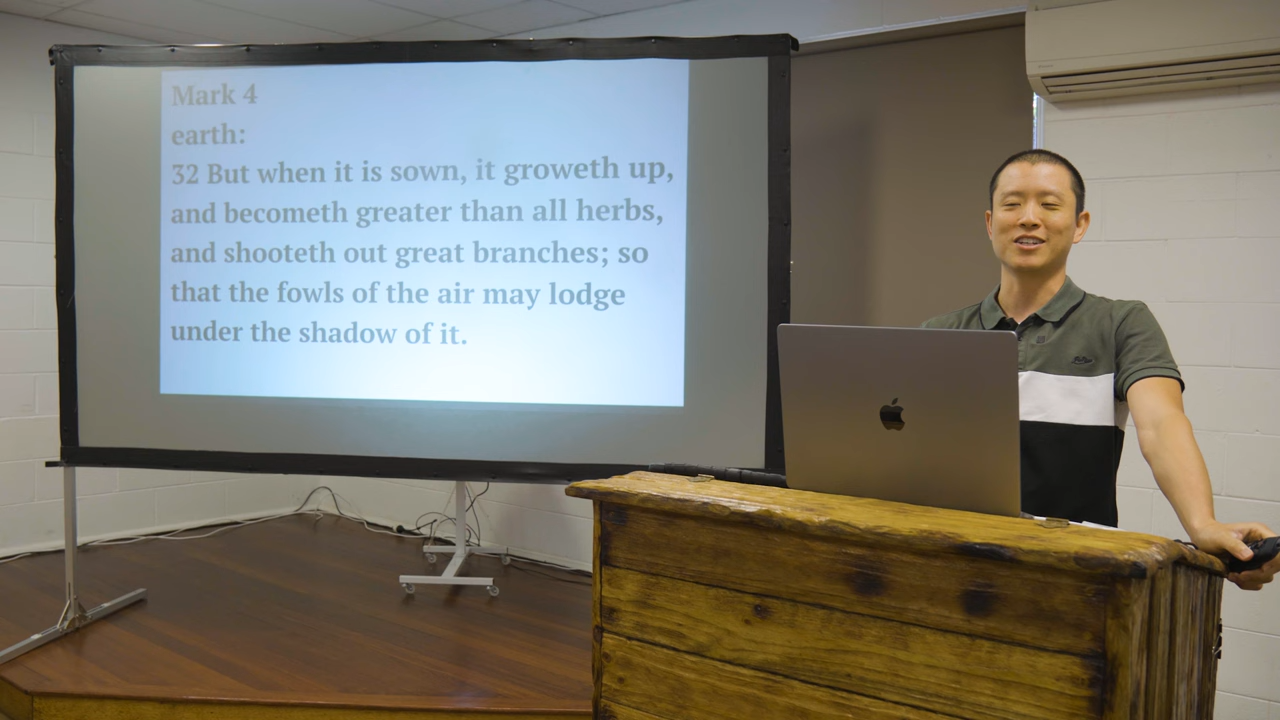 Mark 4
earth:
32 But when it is sown, it groweth up,
and becometh greater than all herbs,
and shooteth out great branches; so
that the fowls of the air may lodge
under the shadow of it.